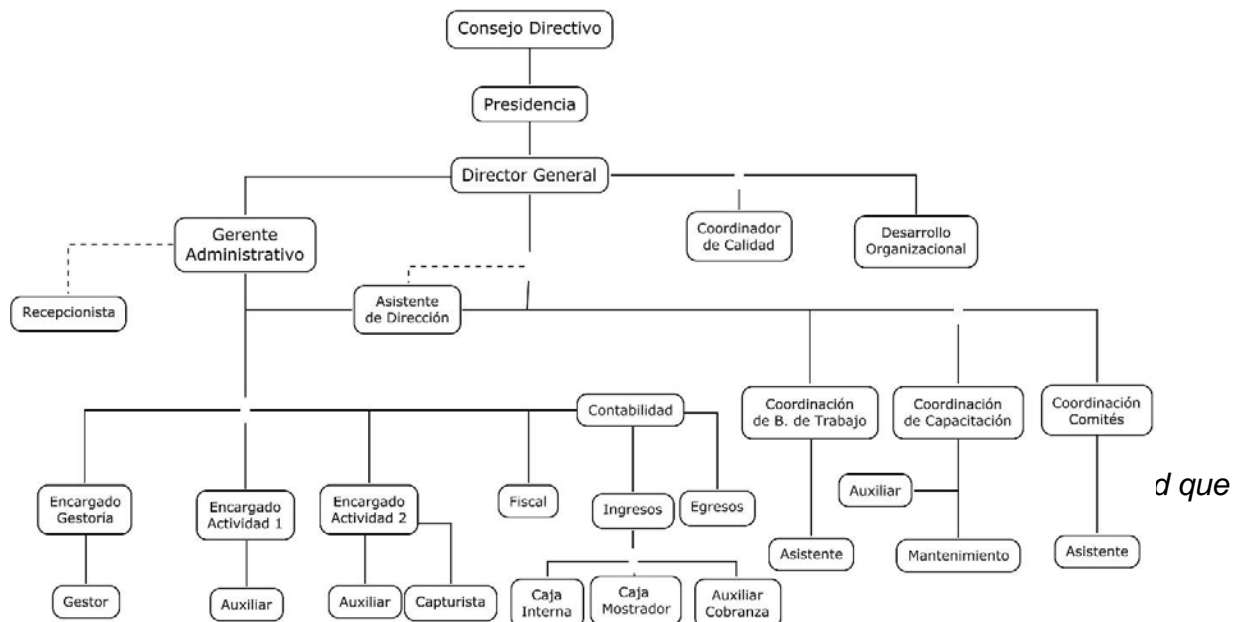 Consejo Directivo
Presidencia
Director General
Gerente
Administrativo
Coordinador
de Calidad
Desarrollo
Organizacional
Recepcionista
Asistente
de Dirección
Contabilidad
Coordinación
de B. de Trabajo
Coordinación
de Capacitación
Coordinación
Comités
Encargado
Gestoría
Encargado
Actividad 1
Encargado
Actividad 2
Fiscal
Ingresos
Egresos
Auxiliar
d que
Asistente
Mantenimiento
Asistente
Gestor
Auxiliar
Auxiliar
Capturista
Caja
Interna
Caja
Mostrador
Auxiliar
Cobranza